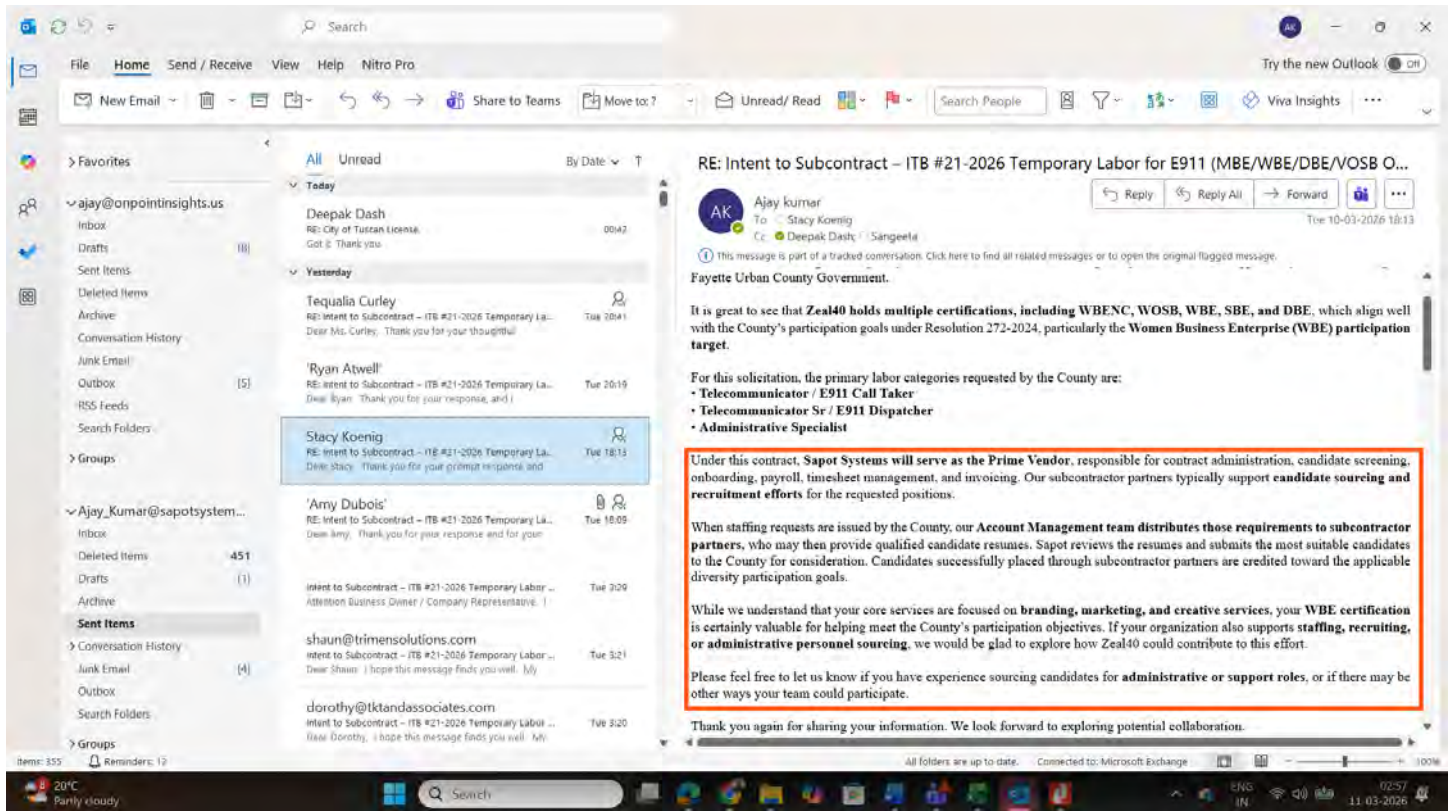 Search
AK
File Home Send / Receive View Help Nitro Pro
Try the new Outlook Off
New Email
Share to Teams
Move to: ?
Unread/ Read
Search People
Viva Insights
Favorites
ajay@onpointinsights.us
Inbox
Drafts
Sent Items
Deleted Items
Archive
Conversation History
Junk Email
Outbox [5]
RSS Feeds
Search Folders
Groups
Ajay_Kumar@sapotsystem...
Inbox
Deleted Items 451
Drafts (1)
Archive
Sent Items
Conversation History
Junk Email [4]
Outbox
Search Folders
Groups
All Unread By Date
Today
Deepak Dash
RE: City of Tuscan License. 00:42
Got it Thank you
Yesterday
Tequalia Curley
RE: Intent to Subcontract – ITB #21-2026 Temporary La... Tue 20:41
Dear Ms. Curley, Thank you for your thoughtful
'Ryan Atwell'
RE: Intent to Subcontract – ITB #21-2026 Temporary La... Tue 20:19
Dear Ryan Thank you for your response, and I
Stacy Koenig
RE: Intent to Subcontract – ITB #21-2026 Temporary La... Tue 18:13
Dear Stacy Thank you for your prompt response and
'Amy Dubois'
RE: Intent to Subcontract – ITB #21-2026 Temporary La... Tue 18:09
Dear Amy, Thank you for your response and for your
Intent to Subcontract – ITB #21-2026 Temporary Labor ... Tue 3:29
Attention Business Owner / Company Representative, I
shaun@trimensolutions.com
Intent to Subcontract – ITB #21-2026 Temporary Labor ... Tue 3:21
Dear Shaun I hope this message finds you well. My
dorothy@tktandassociates.com
Intent to Subcontract – ITB #21-2026 Temporary Labor ... Tue 3:20
Dear Dorothy, I hope this message finds you well My
RE: Intent to Subcontract – ITB #21-2026 Temporary Labor for E911 (MBE/WBE/DBE/VOSB O...
AK
Ajay kumar
To Stacy Koenig
Cc Deepak Dash; Sangeeta
Reply Reply All Forward
Tue 10-03-2026 18:13
This message is part of a tracked conversation. Click here to find all related messages or to open the original flagged message.
Fayette Urban County Government.
It is great to see that Zeal40 holds multiple certifications, including WBENC, WOSB, WBE, SBE, and DBE, which align well
with the County's participation goals under Resolution 272-2024, particularly the Women Business Enterprise (WBE) participation
target.
For this solicitation, the primary labor categories requested by the County are:
• Telecommunicator / E911 Call Taker
• Telecommunicator Sr / E911 Dispatcher
• Administrative Specialist
Under this contract, Sapot Systems will serve as the Prime Vendor, responsible for contract administration, candidate screening,
onboarding, payroll, timesheet management, and invoicing. Our subcontractor partners typically support candidate sourcing and
recruitment efforts for the requested positions.
When staffing requests are issued by the County, our Account Management team distributes those requirements to subcontractor
partners, who may then provide qualified candidate resumes. Sapot reviews the resumes and submits the most suitable candidates
to the County for consideration. Candidates successfully placed through subcontractor partners are credited toward the applicable
diversity participation goals.
While we understand that your core services are focused on branding, marketing, and creative services, your WBE certification
is certainly valuable for helping meet the County's participation objectives. If your organization also supports staffing, recruiting,
or administrative personnel sourcing, we would be glad to explore how Zeal40 could contribute to this effort.
Please feel free to let us know if you have experience sourcing candidates for administrative or support roles, or if there may be
other ways your team could participate.
Thank you again for sharing your information. We look forward to exploring potential collaboration.
Items: 355 Reminders: 12
All folders are up to date. Connected to: Microsoft Exchange
100%
20°C
Partly cloudy
Search
ENG
IN
02:57
11-03-2026